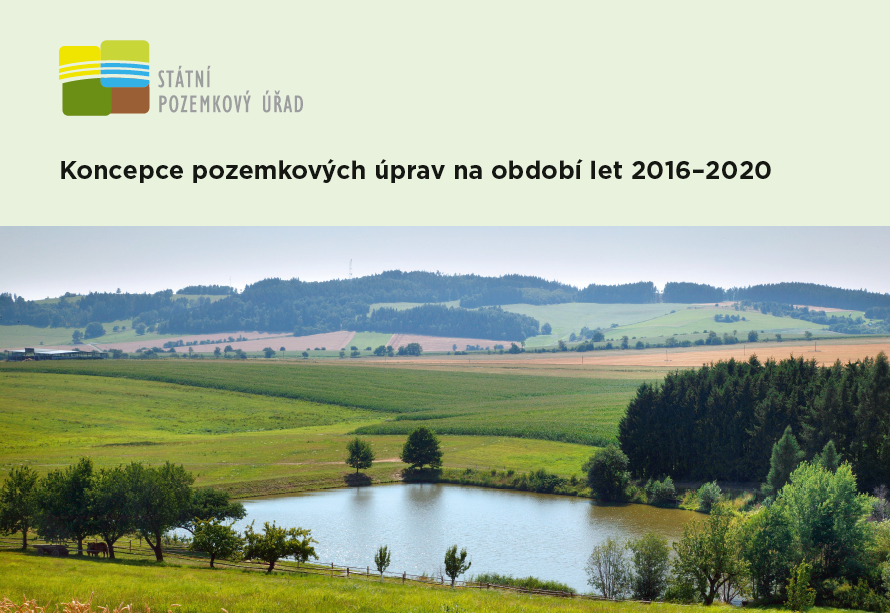 STÁTNÍ
POZEMKOVÝ ÚŘAD
Koncepce pozemkových úprav na období let 2016–2020